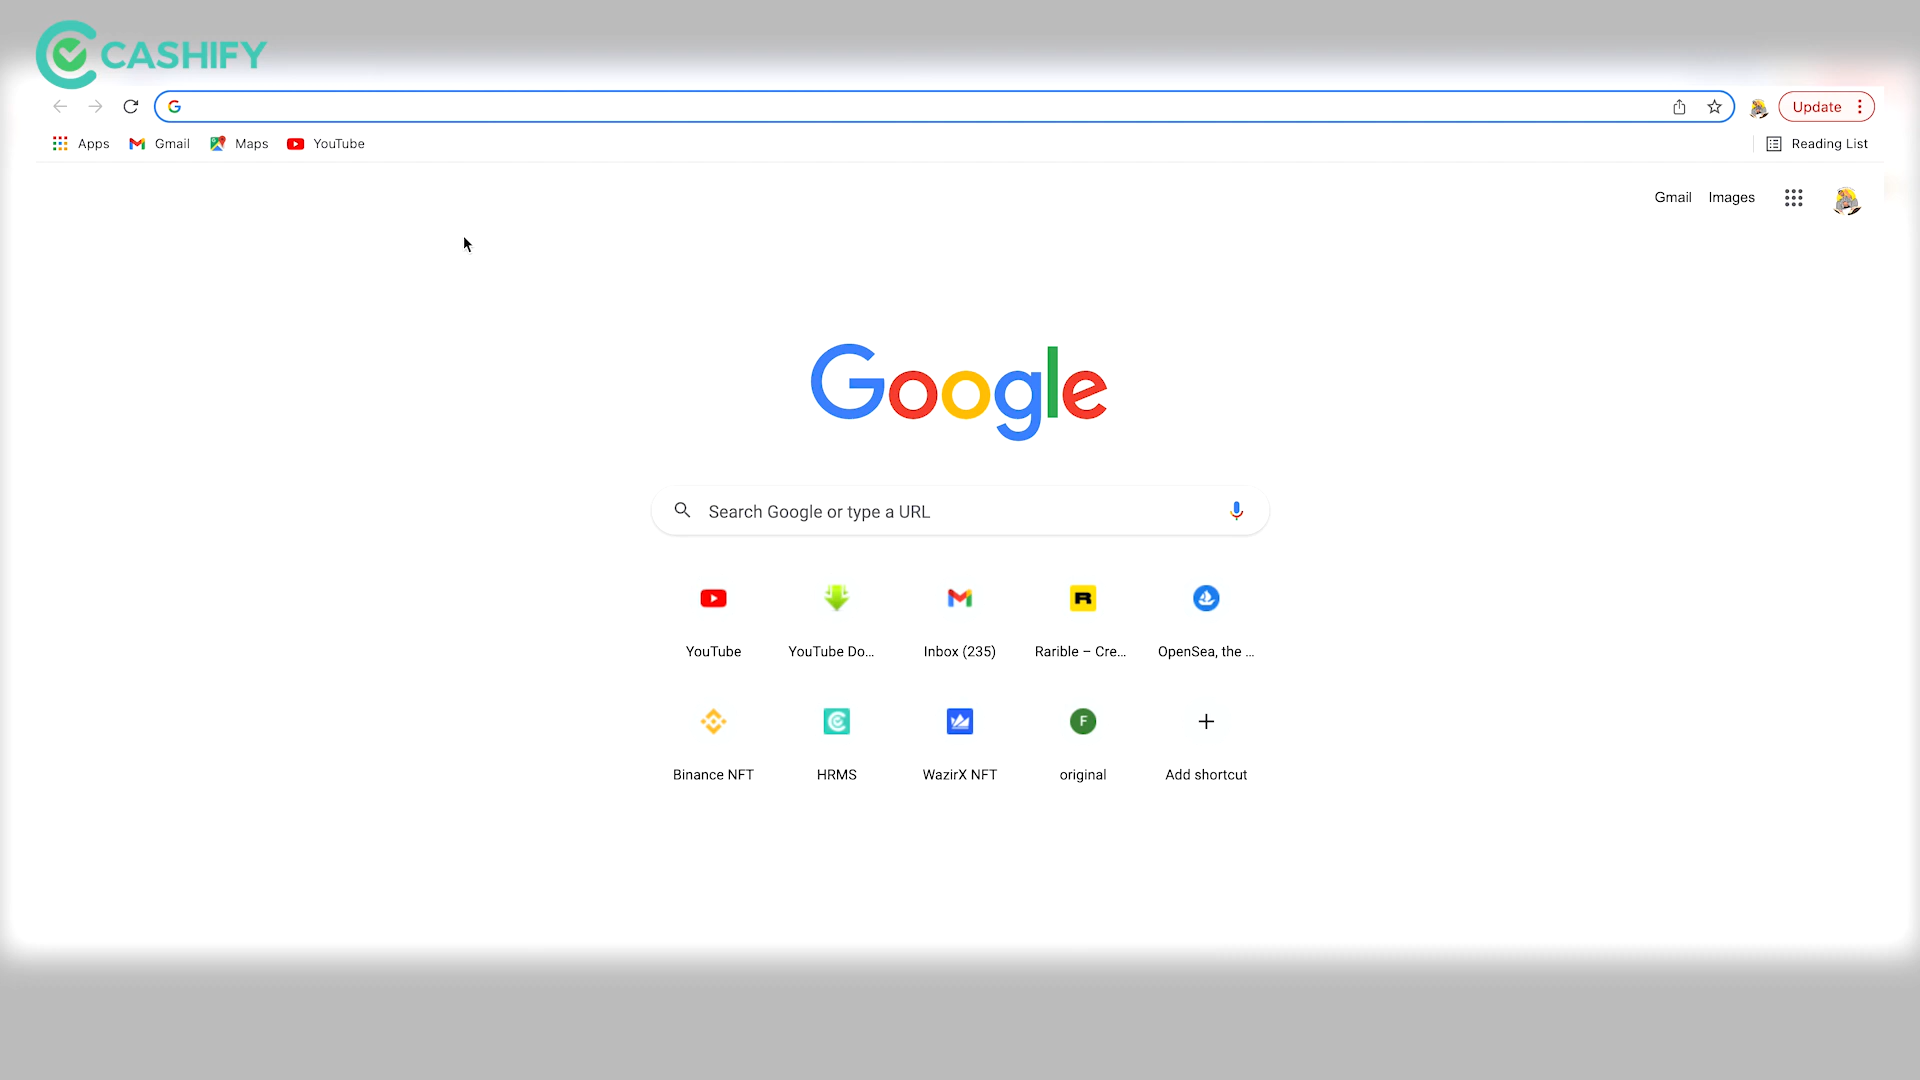 CASHIFY
Update
Apps Gmail Maps YouTube Reading List
Gmail Images
Google
Search Google or type a URL
YouTube YouTube Do... Inbox (235) Rarible – Cre... OpenSea, the ...
Binance NFT HRMS WazirX NFT original Add shortcut